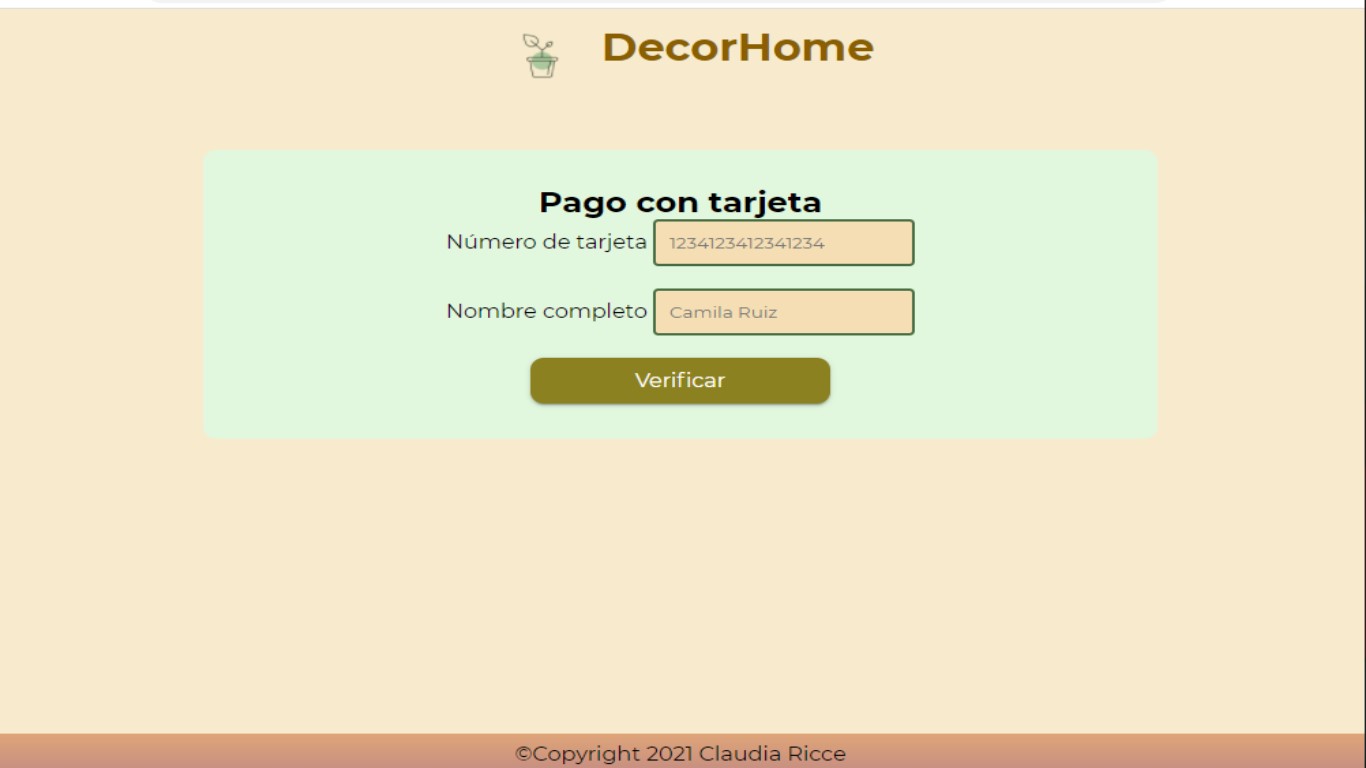 DecorHome
Pago con tarjeta
Número de tarjeta 1234123412341234
Nombre completo Camila Ruiz
Verificar
©Copyright 2021 Claudia Ricce